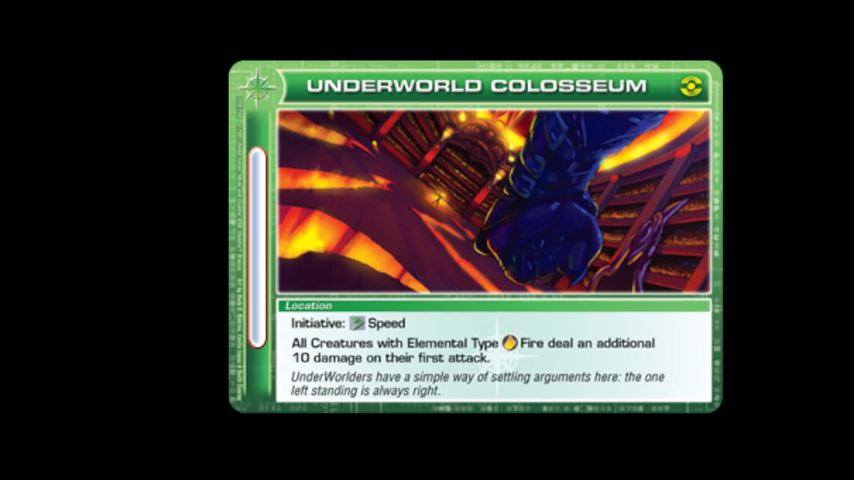 UNDERWORLD COLOSSEUM
Location
Initiative: Speed
All Creatures with Elemental Type Fire deal an additional
10 damage on their first attack.
UnderWorlders have a simple way of settling arguments here: the one
left standing is always right.